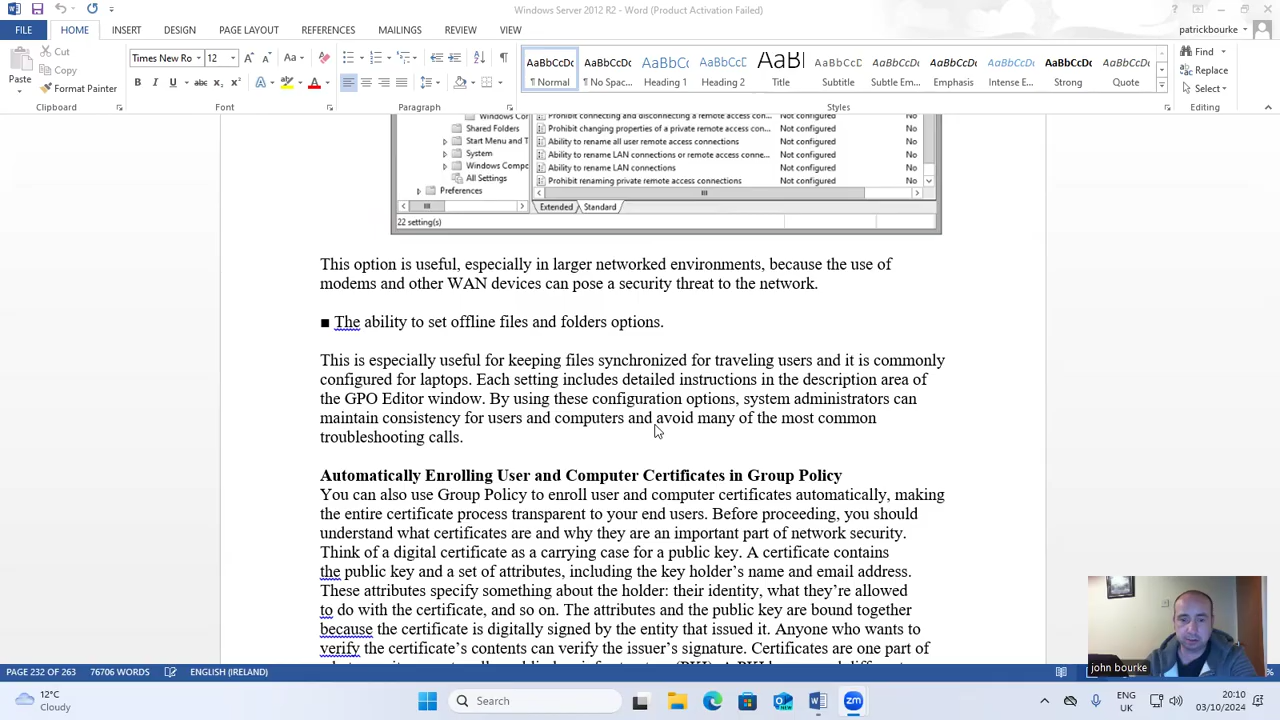 Windows Server 2012 R2 - Word (Product Activation Failed)
FILE HOME INSERT DESIGN PAGE LAYOUT REFERENCES MAILINGS REVIEW VIEW patrickbourke
Paste Cut Copy Format Painter
Times New Ro 12
AaBbCcDc ¶ Normal
AaBbCcDc ¶ No Spac...
AaBbCc Heading 1
AaBbCcD Heading 2
AaBl Title
AaBbCcD Subtitle
AaBbCcDc Subtle Em...
AaBbCcDc Emphasis
AaBbCcDc Intense E...
AaBbCcDc Strong
AaBbCcDc Quote
Find
Replace
Select
Clipboard Font Paragraph Styles Editing
Windows Cor Prohibit connecting and disconnecting a remote access con... Not configured No
Shared Folders Prohibit changing properties of a private remote access con... Not configured No
Start Menu and T Ability to rename all user remote access connections Not configured No
System Ability to rename LAN connections or remote access conne... Not configured No
Windows Compc Ability to rename LAN connections Not configured No
All Settings Prohibit renaming private remote access connections Not configured No
Preferences
Extended Standard
22 setting(s)
This option is useful, especially in larger networked environments, because the use of
modems and other WAN devices can pose a security threat to the network.
■ The ability to set offline files and folders options.
This is especially useful for keeping files synchronized for traveling users and it is commonly
configured for laptops. Each setting includes detailed instructions in the description area of
the GPO Editor window. By using these configuration options, system administrators can
maintain consistency for users and computers and avoid many of the most common
troubleshooting calls.
Automatically Enrolling User and Computer Certificates in Group Policy
You can also use Group Policy to enroll user and computer certificates automatically, making
the entire certificate process transparent to your end users. Before proceeding, you should
understand what certificates are and why they are an important part of network security.
Think of a digital certificate as a carrying case for a public key. A certificate contains
the public key and a set of attributes, including the key holder's name and email address.
These attributes specify something about the holder: their identity, what they're allowed
to do with the certificate, and so on. The attributes and the public key are bound together
because the certificate is digitally signed by the entity that issued it. Anyone who wants to
verify the certificate's contents can verify the issuer's signature. Certificates are one part of
john bourke
PAGE 232 OF 263 76706 WORDS ENGLISH (IRELAND)
12°C
Cloudy
Search
ENG
UK
20:10
03/10/2024